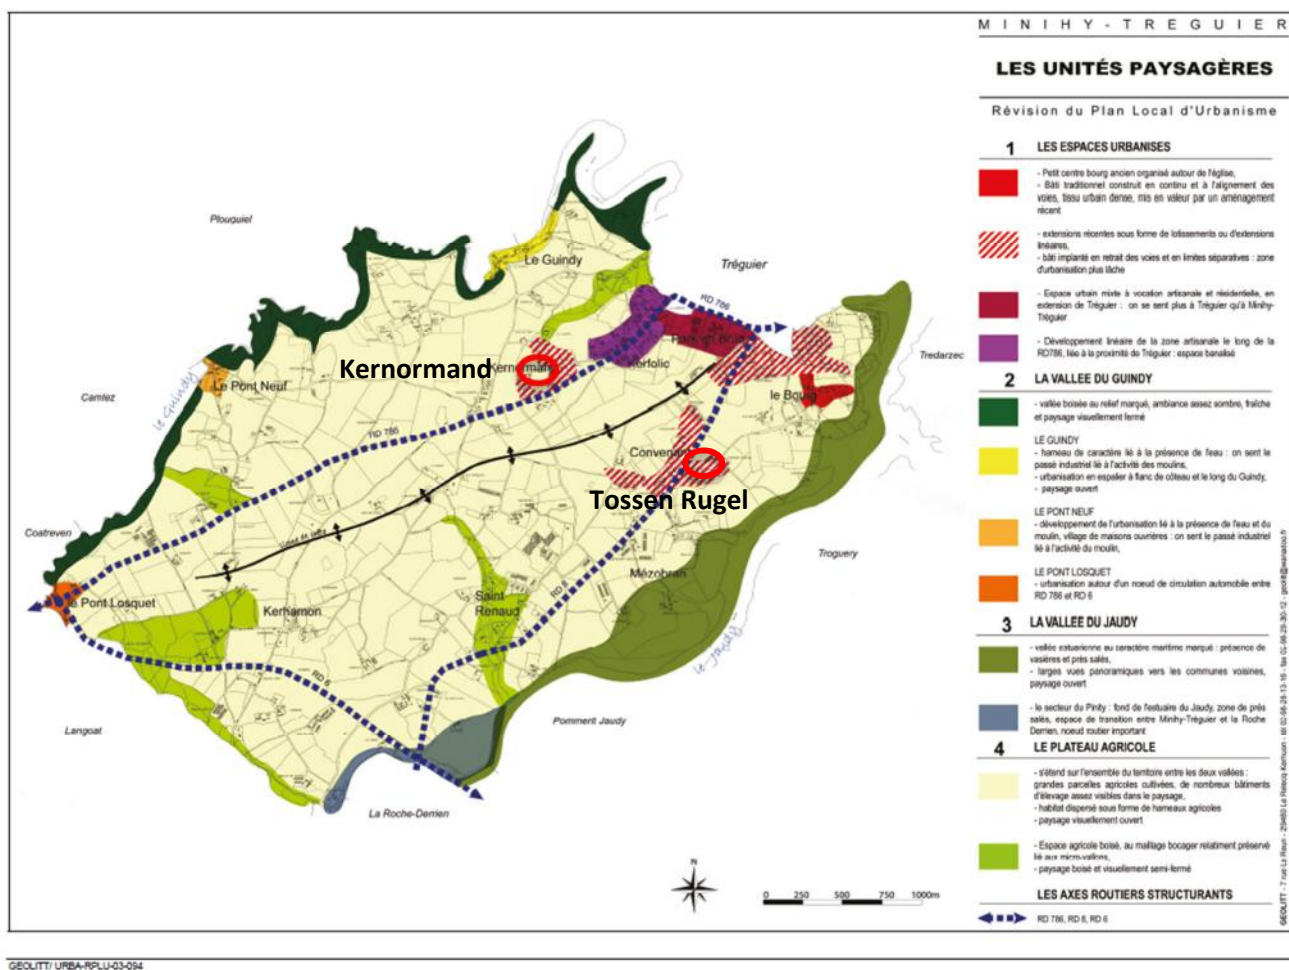 MINIHY-TREGUIER
LES UNITÉS PAYSAGÈRES
Révision du Plan Local d'Urbanisme
1 LES ESPACES URBANISES
- Petit centre bourg ancien organisé autour de l'église,
- Bâti traditionnel construit en continu et à l'alignement des
voies, tissu urbain dense, mis en valeur par un aménagement
récent
- extensions récentes sous forme de lotissements ou d'extensions
linéaires,
- bâti implanté en retrait des voies et en limites séparatives : zone
d'urbanisation plus lâche
- Espace urbain mixte à vocation artisanale et résidentielle, en
extension de Tréguier : on se sent plus à Tréguier qu'à Minihy-
Tréguier
- Développement linéaire de la zone artisanale le long de la
RD786, liée à la proximité de Tréguier : espace banalisé
2 LA VALLEE DU GUINDY
- vallée boisée au relief marqué, ambiance assez sombre, fraîche
et paysage visuellement fermé
LE GUINDY
- hameau de caractère lié à la présence de l'eau : on sent le
passé industriel lié à l'activité des moulins,
- urbanisation en espalier à flanc de côteau et le long du Guindy,
- paysage ouvert
LE PONT NEUF
- développement de l'urbanisation lié à la présence de l'eau et du
moulin, village de maisons ouvrières : on sent le passé industriel
lié à l'activité du moulin,
LE PONT LOSQUET
- urbanisation autour d'un noeud de circulation automobile entre
RD 786 et RD 6
3 LA VALLEE DU JAUDY
- vallée estuarienne au caractère maritime marqué : présence de
vasières et prés salés,
- larges vues panoramiques vers les communes voisines,
paysage ouvert
- le secteur du Pinity : fond de l'estuaire du Jaudy, zone de prés
salés, espace de transition entre Minihy-Tréguier et la Roche
Derrien, noeud routier important
4 LE PLATEAU AGRICOLE
- s'étend sur l'ensemble du territoire entre les deux vallées :
grandes parcelles agricoles cultivées, de nombreux bâtiments
d'élevage assez visibles dans le paysage,
- habitat dispersé sous forme de hameaux agricoles
- paysage visuellement ouvert
- Espace agricole boisé, au maillage bocager relatiment préservé
lié aux micro-vallons,
- paysage boisé et visuellement semi-fermé
LES AXES ROUTIERS STRUCTURANTS
RD 786, RD 8, RD 6
Plouguiel
Le Guindy
Tréguier
RD 786
Tredarzec
Kernormand
Kerfolic
Le Pont Neuf
Camlez
le Guindy
le Bourg
RD 786
Convenant
Tossen Rugel
Coatreven
Troguery
Mézobran
Le Pont Losquet
Kerhamon
Saint
Renaud
RD 8
le Jaudy
RD 6
Langoat
Pomment Jaudy
La Roche-Derrien
N
0 250 500 750 1000m
GEOLITT/ URBA-RPLU-03-094